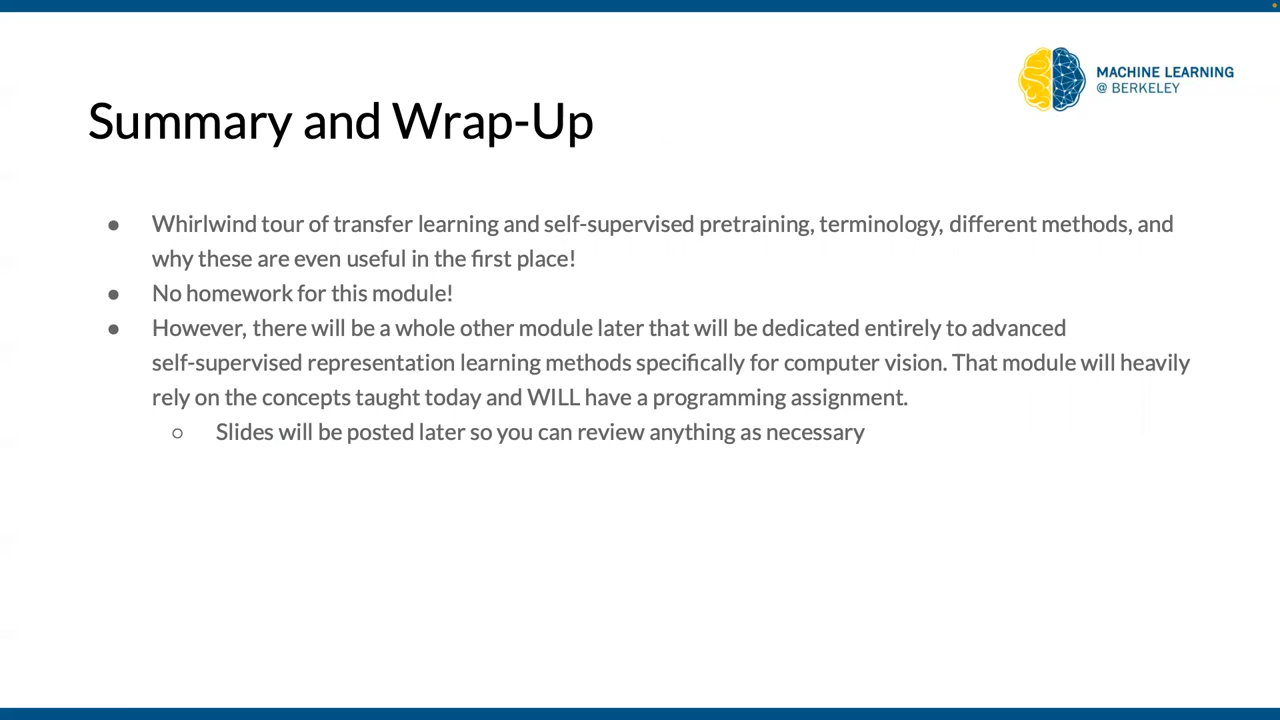 MACHINE LEARNING
@ BERKELEY
Summary and Wrap-Up
● Whirlwind tour of transfer learning and self-supervised pretraining, terminology, different methods, and
why these are even useful in the first place!
● No homework for this module!
● However, there will be a whole other module later that will be dedicated entirely to advanced
self-supervised representation learning methods specifically for computer vision. That module will heavily
rely on the concepts taught today and WILL have a programming assignment.
○ Slides will be posted later so you can review anything as necessary